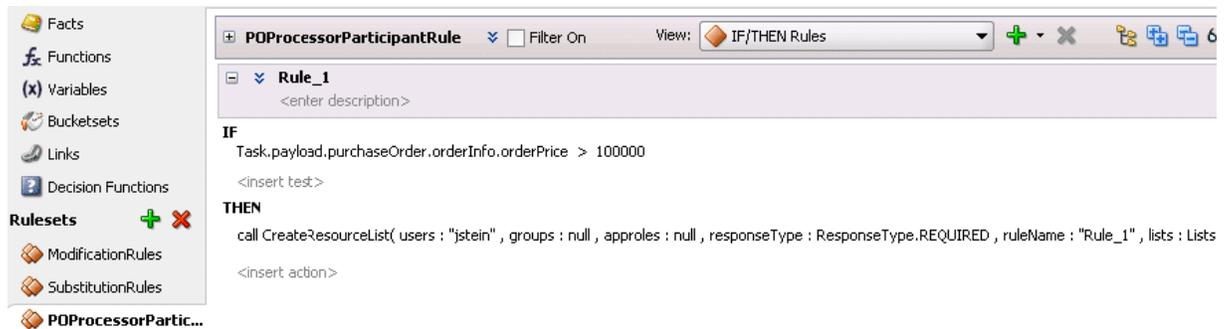 Facts
fx Functions
(x) Variables
Bucketsets
Links
Decision Functions
Rulesets
ModificationRules
SubstitutionRules
POProcessorPartic...
POProcessorParticipantRule Filter On View: IF/THEN Rules 6
Rule_1
<enter description>
IF
Task.payload.purchaseOrder.orderInfo.orderPrice > 100000
<insert test>
THEN
call CreateResourceList( users : "jstein" , groups : null , approles : null , responseType : ResponseType.REQUIRED , ruleName : "Rule_1" , lists : Lists
<insert action>